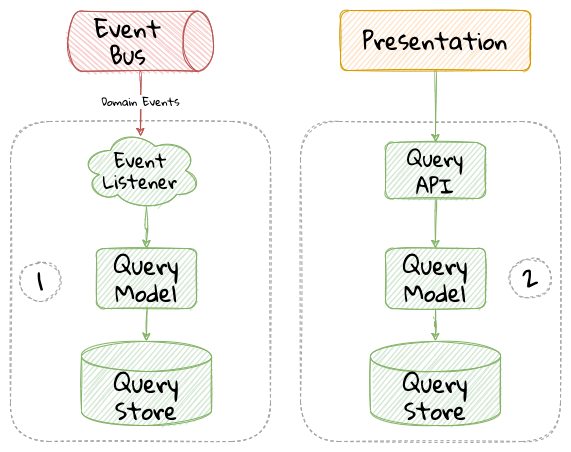 Event
Bus
Domain Events
Event
Listener
1
Query
Model
Query
Store
Presentation
Query
API
Query
Model
2
Query
Store